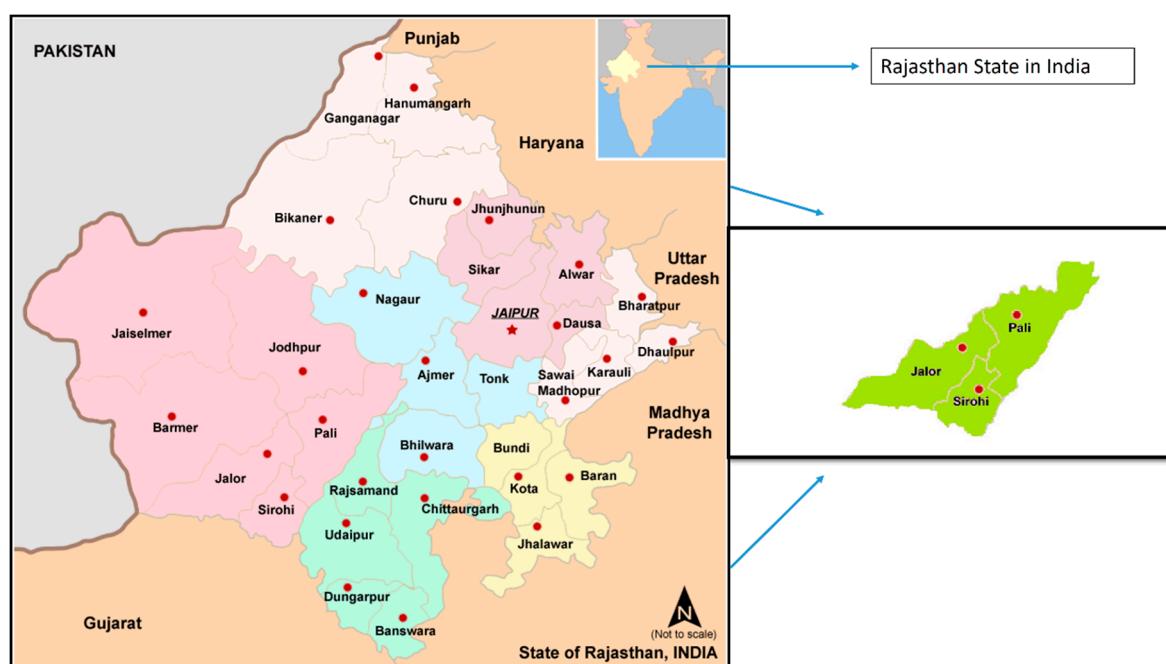 PAKISTAN
Punjab
Hanumangarh
Ganganagar
Haryana
Rajasthan State in India
Churu
Jhunjhunun
Bikaner
Uttar
Pradesh
Sikar
Alwar
Nagaur
Bharatpur
JAIPUR
Dausa
Jaiselmer
Jodhpur
Dhaulpur
Ajmer
Tonk
Sawai
Madhopur
Karauli
Madhya
Pradesh
Barmer
Pali
Bhilwara
Bundi
Jalor
Rajsamand
Kota
Baran
Sirohi
Chittaurgarh
Udaipur
Jhalawar
Dungarpur
Banswara
Gujarat
N
(Not to scale)
State of Rajasthan, INDIA
Pali
Jalor
Sirohi